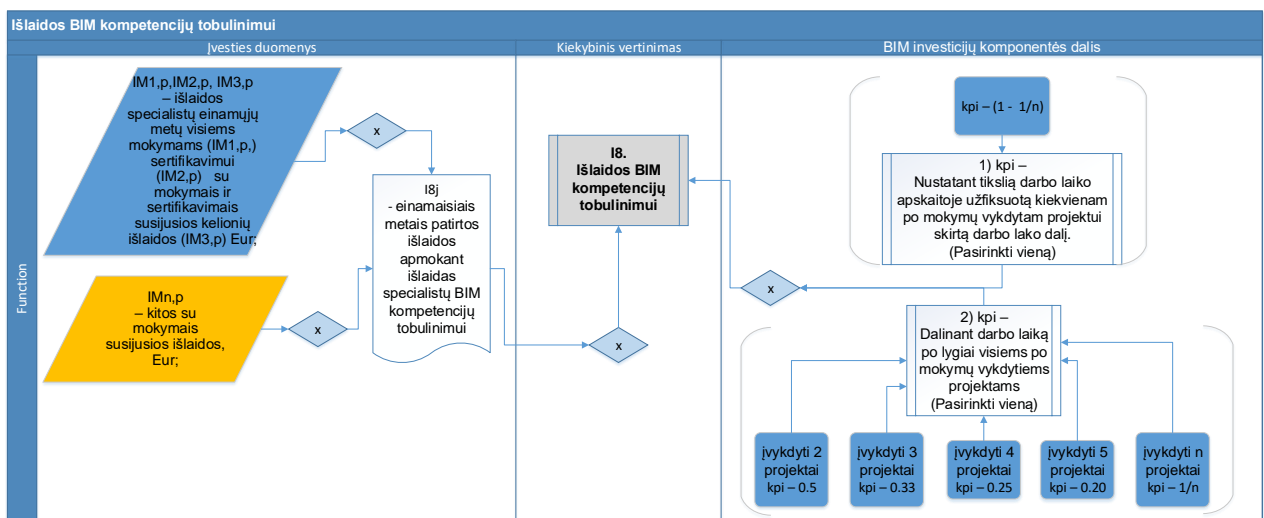 Išlaidos BIM kompetencijų tobulinimui
Įvesties duomenys
Kiekybinis vertinimas
BIM investicijų komponentės dalis
Function
IM1,p,IM2,p, IM3,p
– išlaidos
specialistų einamųjų
metų visiems
mokymams (IM1,p,)
sertifikavimui
(IM2,p) su
mokymais ir
sertifikavimais
susijusios kelionių
išlaidos (IM3,p) Eur;
x
I8j
- einamaisiais
metais patirtos
išlaidos
apmokant
išlaidas
specialistų BIM
kompetencijų
tobulinimui
IMn,p
– kitos su
mokymais
susijusios išlaidos,
Eur;
x
I8.
Išlaidos BIM
kompetencijų
tobulinimui
x
kpi – (1 - 1/n)
1) kpi –
Nustatant tikslią darbo laiko
apskaitoje užfiksuotą kiekvienam
po mokymų vykdytam projektui
skirtą darbo lako dalį.
(Pasirinkti vieną)
x
2) kpi –
Dalinant darbo laiką
po lygiai visiems po
mokymų vykdytiems
projektams
(Pasirinkti vieną)
įvykdyti 2
projektai
kpi – 0.5
įvykdyti 3
projektai
kpi – 0.33
įvykdyti 4
projektai
kpi – 0.25
įvykdyti 5
projektai
kpi – 0.20
įvykdyti n
projektai
kpi – 1/n